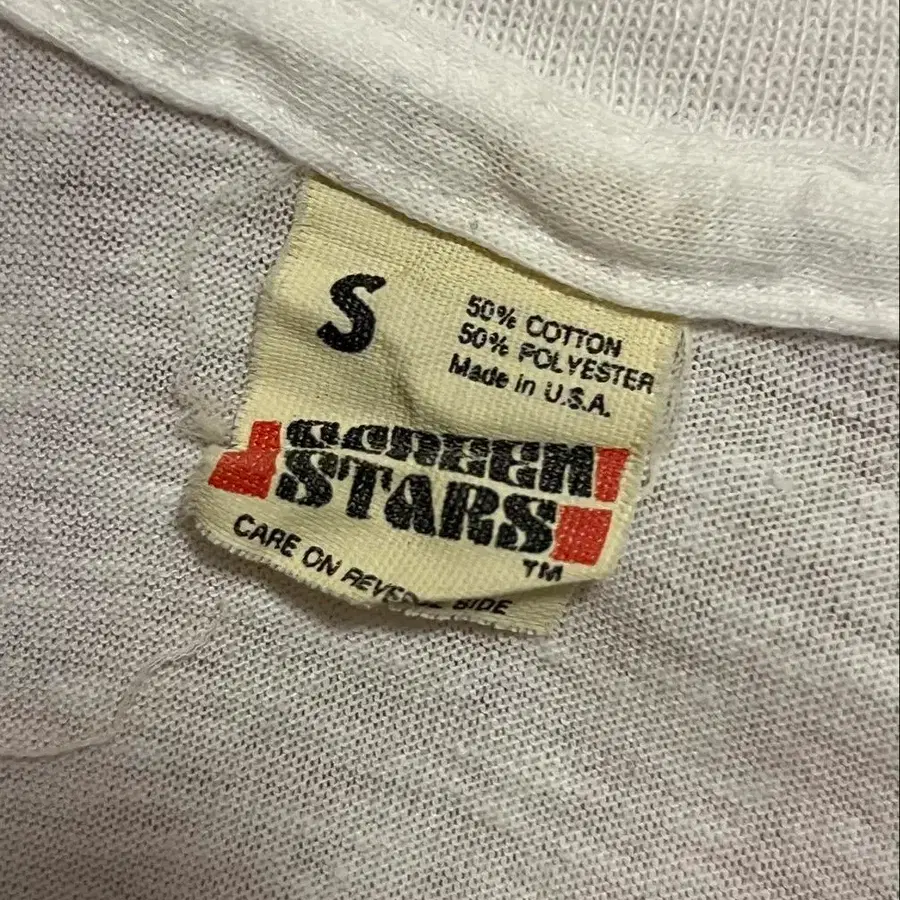 S
50% COTTON
50% POLYESTER
Made in U.S.A.
SCREEN
STARS
TM
CARE ON REVERSE SIDE